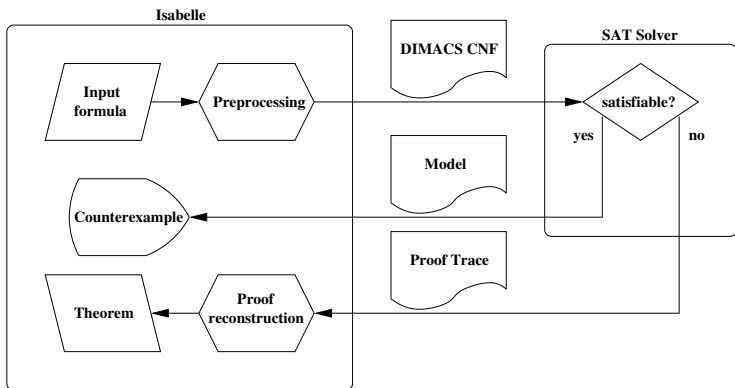 Isabelle
SAT Solver
DIMACS CNF
Input
formula
Preprocessing
satisfiable?
yes
no
Model
Counterexample
Proof Trace
Theorem
Proof
reconstruction